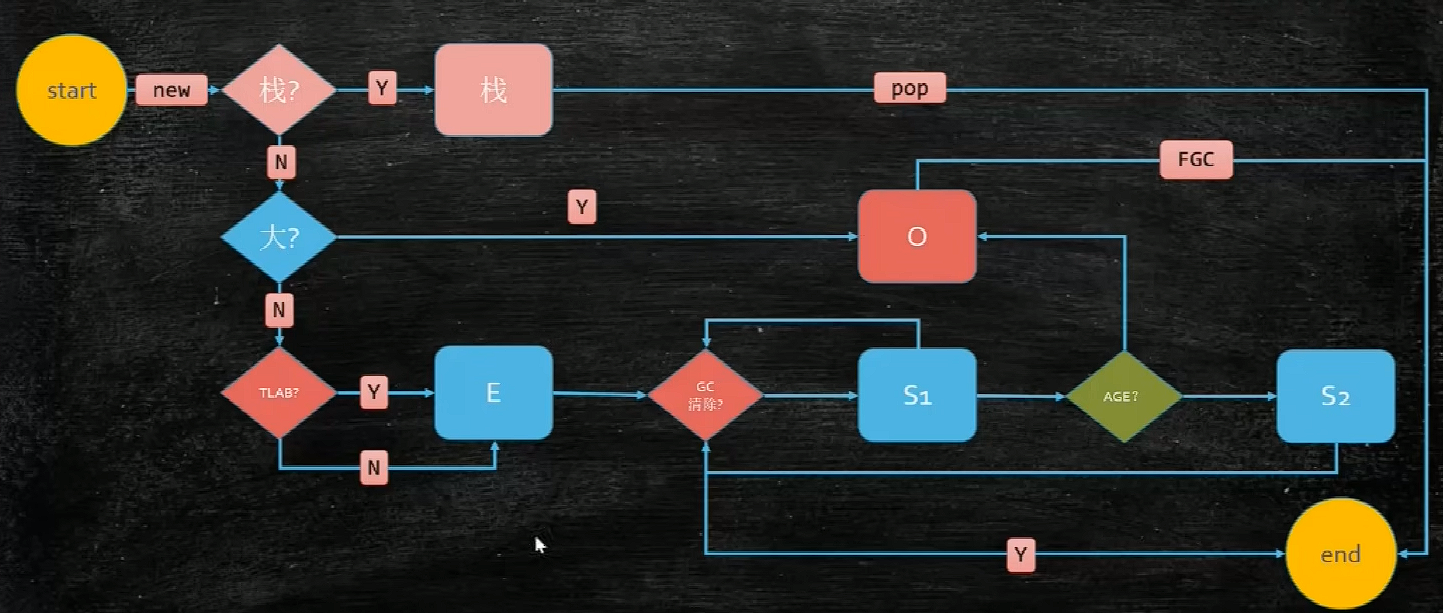 start
new
栈?
Y
栈
pop
N
FGC
大?
Y
O
N
TLAB?
Y
E
GC
清除?
S1
AGE?
S2
N
Y
end